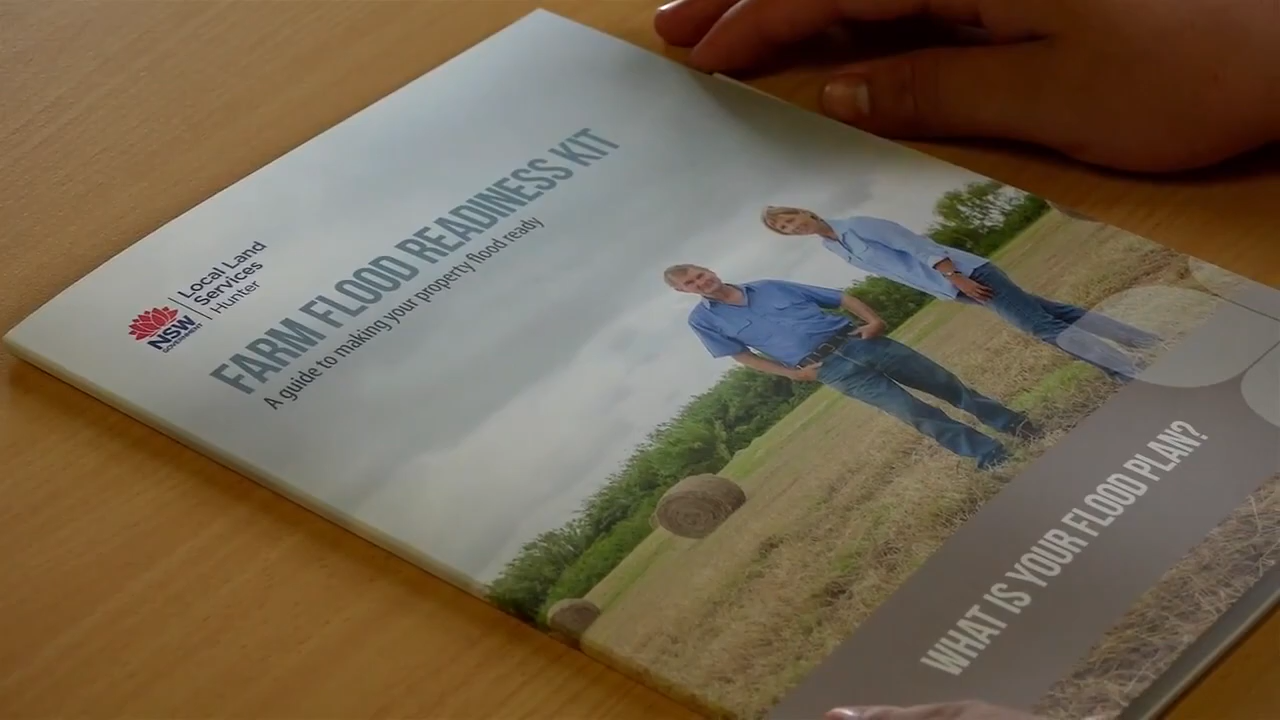 NSW
GOVERNMENT
Local Land
Services
Hunter
FARM FLOOD READINESS KIT
A guide to making your property flood ready
WHAT IS YOUR FLOOD PLAN?